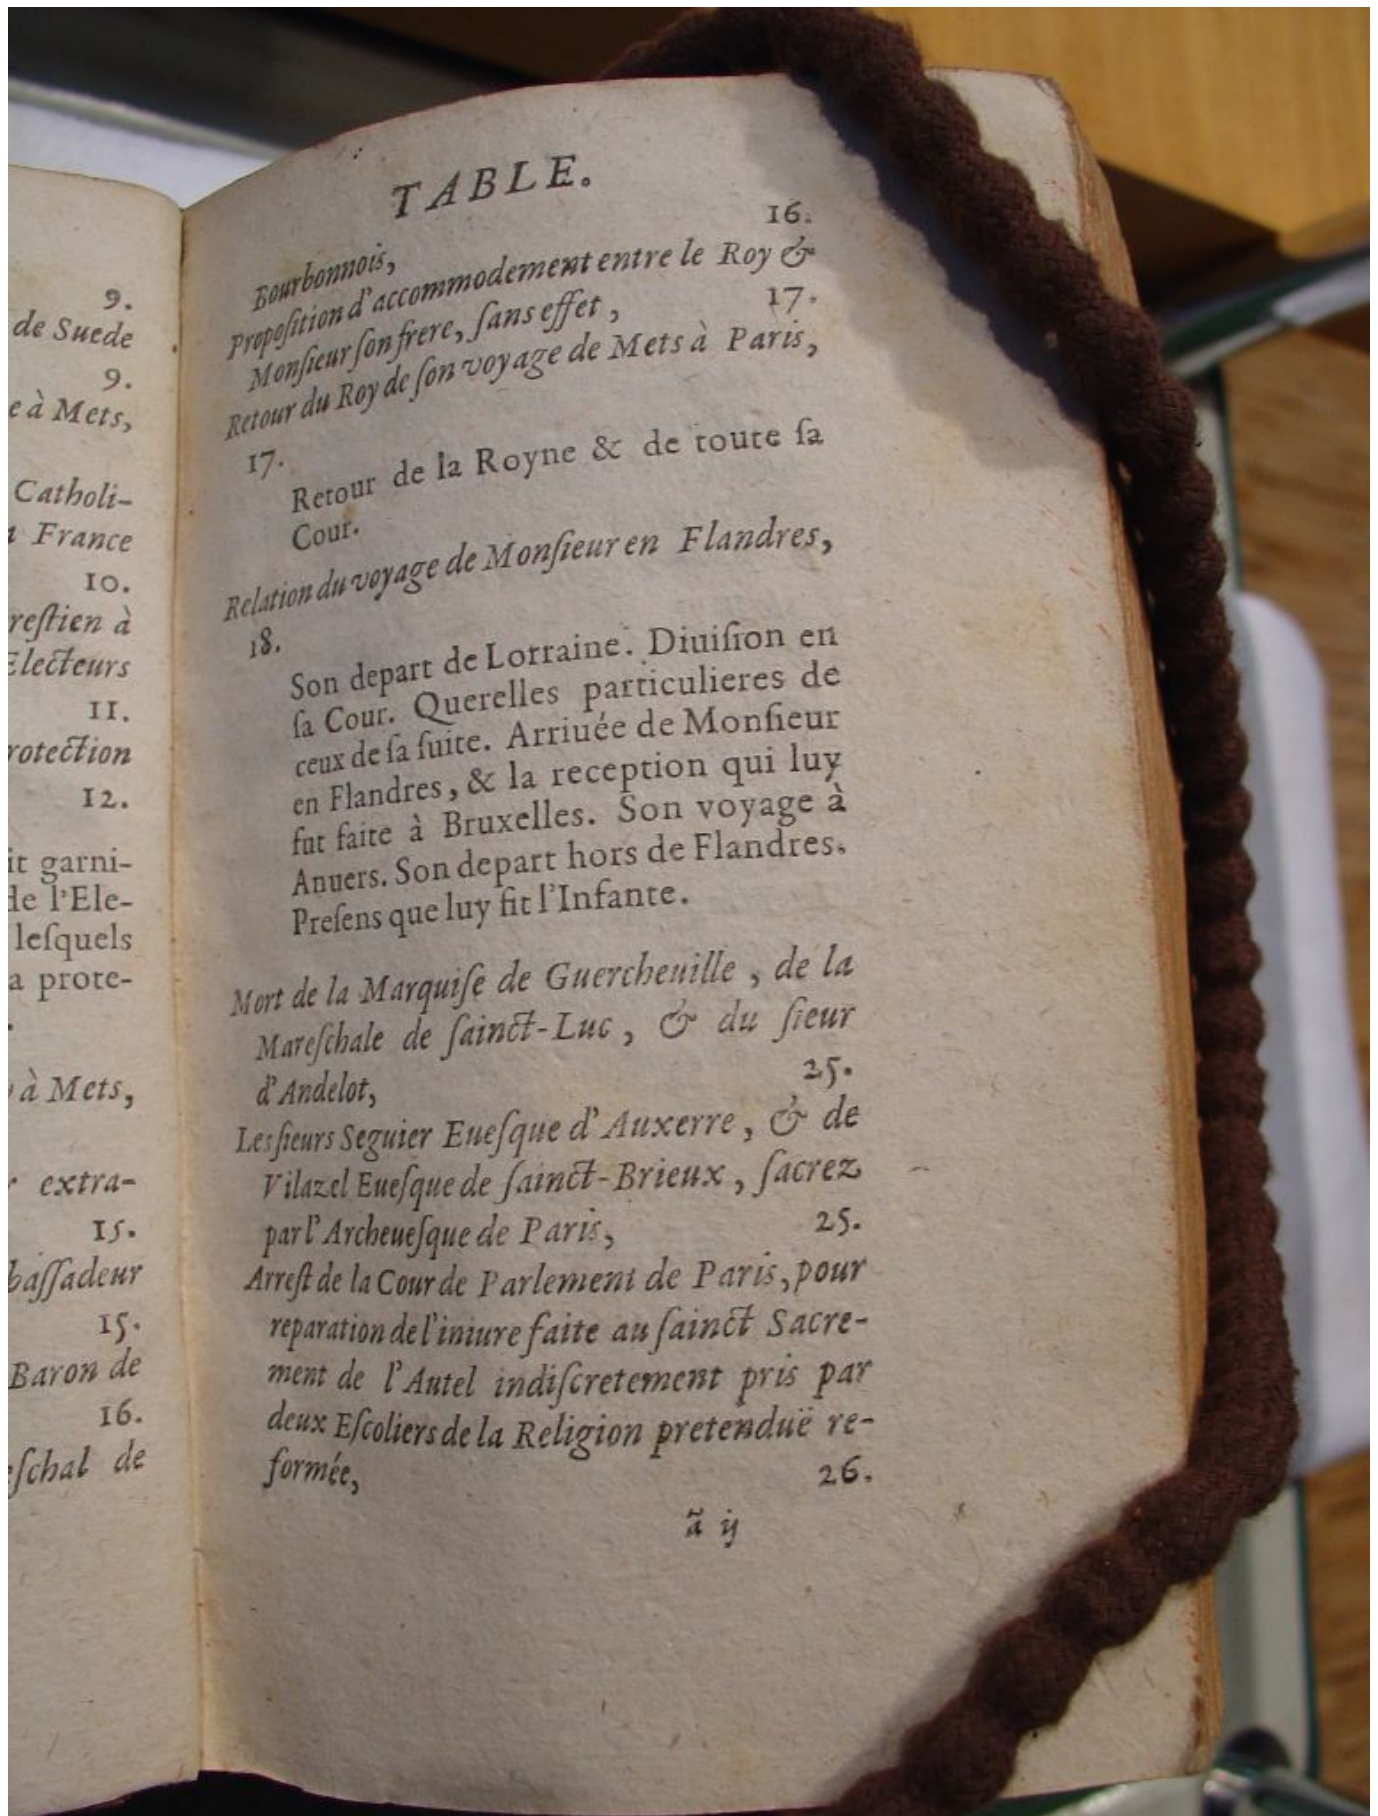 9.
de Suede
9.
e à Mets,
Catholi-
France
10.
reſtien à
Electeurs
11.
rotection
12.
it garni-
de l'Ele-
leſquels
a prote-
à Mets,
extra-
15.
baſſadeur
15.
Baron de
16.
eſchal de
TABLE.
Bourbonnois, 16.
Propoſition d'accommodement entre le Roy &
Monſieur ſon frere, ſans effet, 17.
Retour du Roy de ſon voyage de Mets à Paris,
17.
Retour de la Royne & de toute ſa
Cour.
Relation du voyage de Monſieur en Flandres,
18.
Son depart de Lorraine. Diuiſion en
ſa Cour. Querelles particulieres de
ceux de ſa ſuite. Arriuée de Monſieur
en Flandres, & la reception qui luy
fut faite à Bruxelles. Son voyage à
Anuers. Son depart hors de Flandres.
Preſens que luy fit l'Infante.
Mort de la Marquiſe de Guercheuille, de la
Mareſchale de ſainct-Luc, & du ſieur
d'Andelot, 25.
Les ſieurs Seguier Eueſque d'Auxerre, & de
Vilazel Eueſque de ſainct-Brieux, ſacrez
par l'Archeueſque de Paris, 25.
Arreſt de la Cour de Parlement de Paris, pour
reparation de l'iniure faite au ſainct Sacre-
ment de l'Autel indiſcretement pris par
deux Eſcoliers de la Religion pretenduë re-
formée, 26.
ã ij